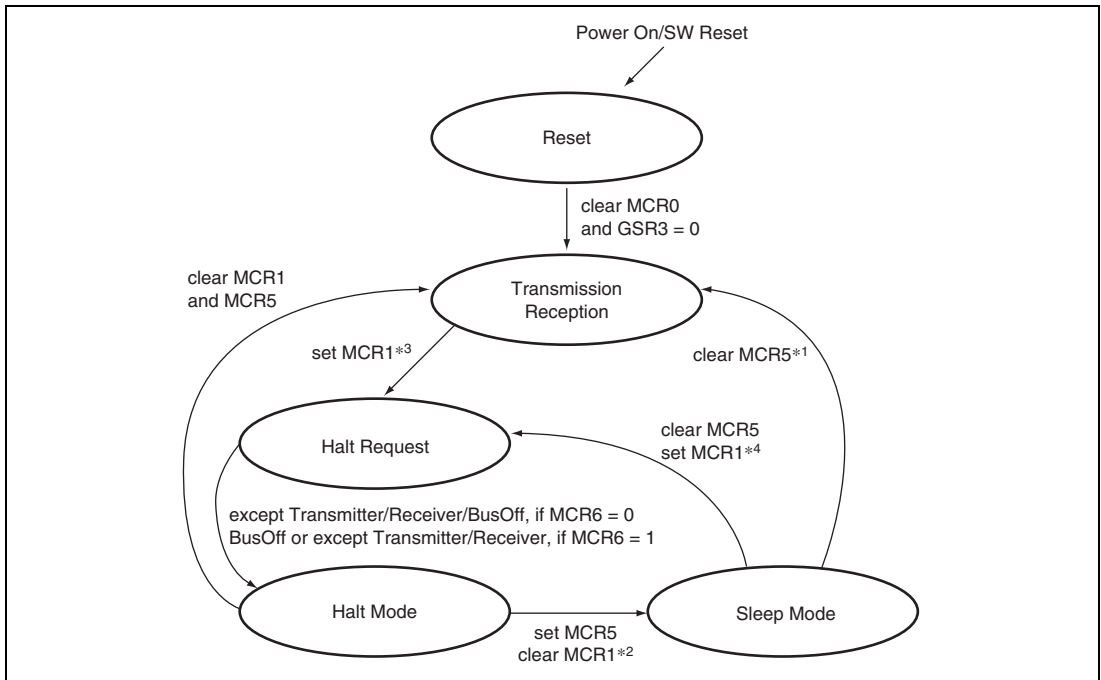 Power On/SW Reset
Reset
clear MCR0
and GSR3 = 0
clear MCR1
and MCR5
Transmission
Reception
set MCR1*3
clear MCR5*1
Halt Request
clear MCR5
set MCR1*4
except Transmitter/Receiver/BusOff, if MCR6 = 0
BusOff or except Transmitter/Receiver, if MCR6 = 1
Halt Mode
Sleep Mode
set MCR5
clear MCR1*2